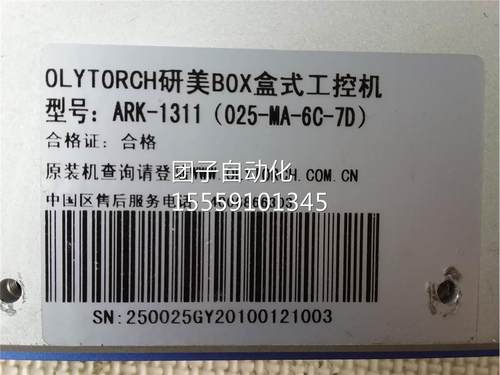 OLYTORCH研美BOX盒式工控机
型号: ARK-1311 (025-MA-6C-7D)
合格证: 合格
原装机查询请登
团子自动化
中国区售后服务电话
15559101345
SN:250025GY20100121003